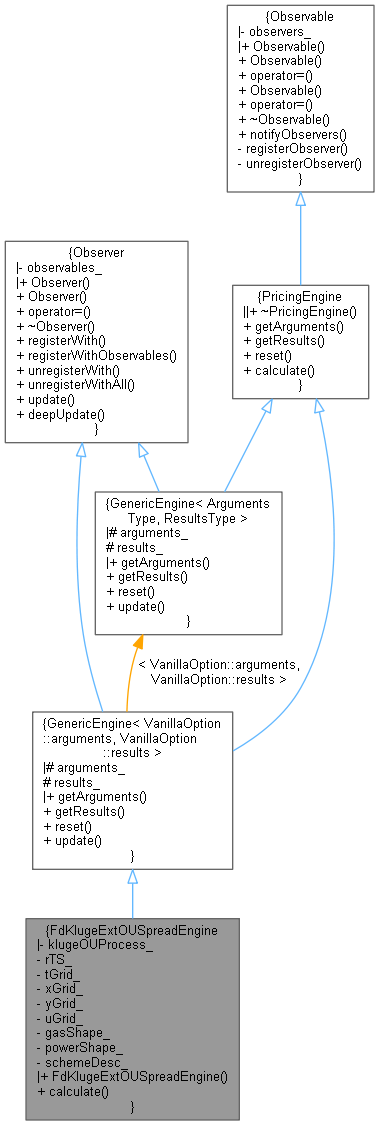 {Observable
|- observers_
|+ Observable()
+ Observable()
+ operator=()
+ Observable()
+ operator=()
+ ~Observable()
+ notifyObservers()
- registerObserver()
- unregisterObserver()
}
{Observer
|- observables_
|+ Observer()
+ Observer()
+ operator=()
+ ~Observer()
+ registerWith()
+ registerWithObservables()
+ unregisterWith()
+ unregisterWithAll()
+ update()
+ deepUpdate()
}
{PricingEngine
||+ ~PricingEngine()
+ getArguments()
+ getResults()
+ reset()
+ calculate()
}
{GenericEngine< Arguments
Type, ResultsType >
|# arguments_
# results_
|+ getArguments()
+ getResults()
+ reset()
+ update()
}
< VanillaOption::arguments,
VanillaOption::results >
{GenericEngine< VanillaOption
::arguments, VanillaOption
::results >
|# arguments_
# results_
|+ getArguments()
+ getResults()
+ reset()
+ update()
}
{FdKlugeExtOUSpreadEngine
|- klugeOUProcess_
- rTS_
- tGrid_
- xGrid_
- yGrid_
- uGrid_
- gasShape_
- powerShape_
- schemeDesc_
|+ FdKlugeExtOUSpreadEngine()
+ calculate()
}